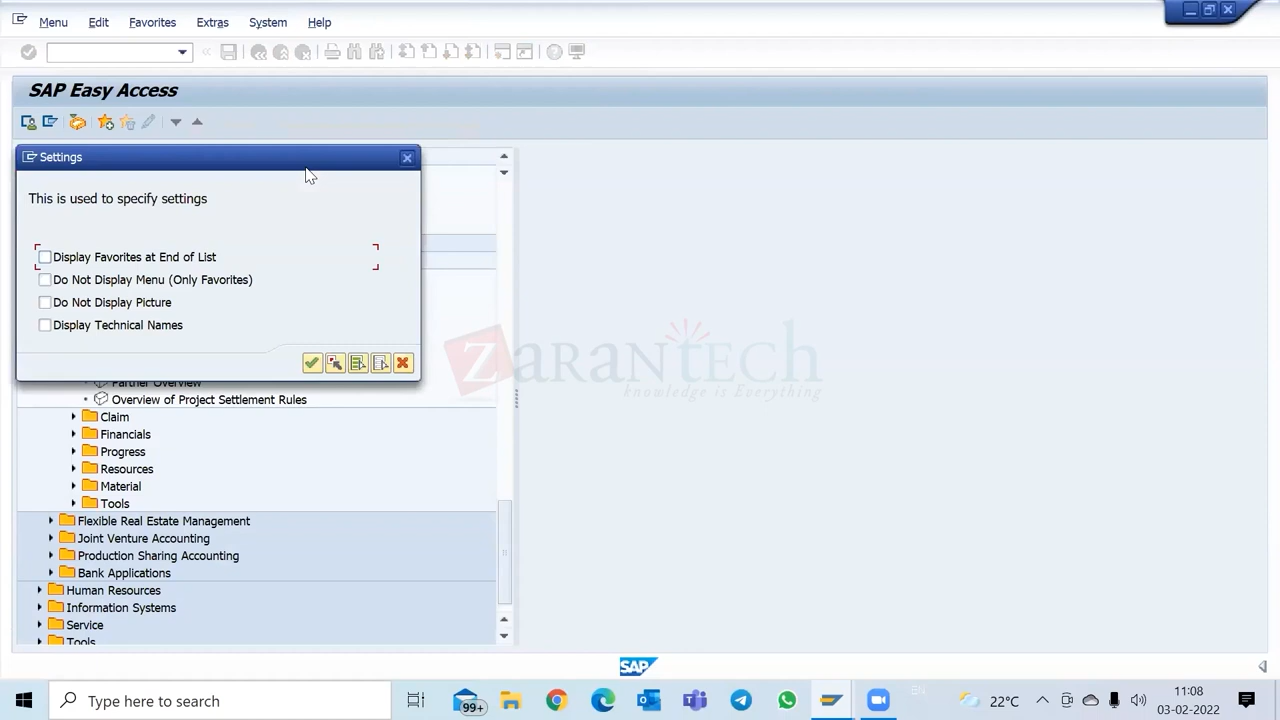 Menu Edit Favorites Extras System Help
SAP Easy Access
Settings
This is used to specify settings
Display Favorites at End of List
Do Not Display Menu (Only Favorites)
Do Not Display Picture
Display Technical Names
Partner Overview
Overview of Project Settlement Rules
Claim
Financials
Progress
Resources
Material
Tools
Flexible Real Estate Management
Joint Venture Accounting
Production Sharing Accounting
Bank Applications
Human Resources
Information Systems
Service
Tools
ZARANTECH
knowledge is Everything
SAP
Type here to search
99+
EN
22°C
11:08
03-02-2022